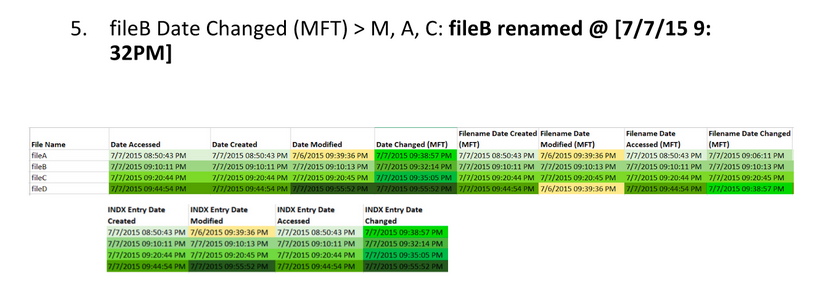 5. fileB Date Changed (MFT) > M, A, C: fileB renamed @ [7/7/15 9:
32PM]
File Name Date Accessed Date Created Date Modified Date Changed (MFT) Filename Date Created (MFT) Filename Date Modified (MFT) Filename Date Accessed (MFT) Filename Date Changed (MFT)
fileA 7/7/2015 08:50:43 PM 7/7/2015 08:50:43 PM 7/6/2015 09:39:36 PM 7/7/2015 09:38:57 PM 7/7/2015 08:50:43 PM 7/6/2015 09:39:36 PM 7/7/2015 08:50:43 PM 7/7/2015 09:06:11 PM
fileB 7/7/2015 09:10:11 PM 7/7/2015 09:10:11 PM 7/7/2015 09:10:13 PM 7/7/2015 09:32:14 PM 7/7/2015 09:10:11 PM 7/7/2015 09:10:13 PM 7/7/2015 09:10:11 PM 7/7/2015 09:10:13 PM
fileC 7/7/2015 09:20:44 PM 7/7/2015 09:20:44 PM 7/7/2015 09:20:45 PM 7/7/2015 09:35:05 PM 7/7/2015 09:20:44 PM 7/7/2015 09:20:45 PM 7/7/2015 09:20:44 PM 7/7/2015 09:20:45 PM
fileD 7/7/2015 09:44:54 PM 7/7/2015 09:44:54 PM 7/7/2015 09:55:52 PM 7/7/2015 09:55:52 PM 7/7/2015 09:44:54 PM 7/6/2015 09:39:36 PM 7/7/2015 09:44:54 PM 7/7/2015 09:38:57 PM
INDX Entry Date Created INDX Entry Date Modified INDX Entry Date Accessed INDX Entry Date Changed
7/7/2015 08:50:43 PM 7/6/2015 09:39:36 PM 7/7/2015 08:50:43 PM 7/7/2015 09:38:57 PM
7/7/2015 09:10:11 PM 7/7/2015 09:10:13 PM 7/7/2015 09:10:11 PM 7/7/2015 09:32:14 PM
7/7/2015 09:20:44 PM 7/7/2015 09:20:45 PM 7/7/2015 09:20:44 PM 7/7/2015 09:35:05 PM
7/7/2015 09:44:54 PM 7/7/2015 09:55:52 PM 7/7/2015 09:44:54 PM 7/7/2015 09:55:52 PM